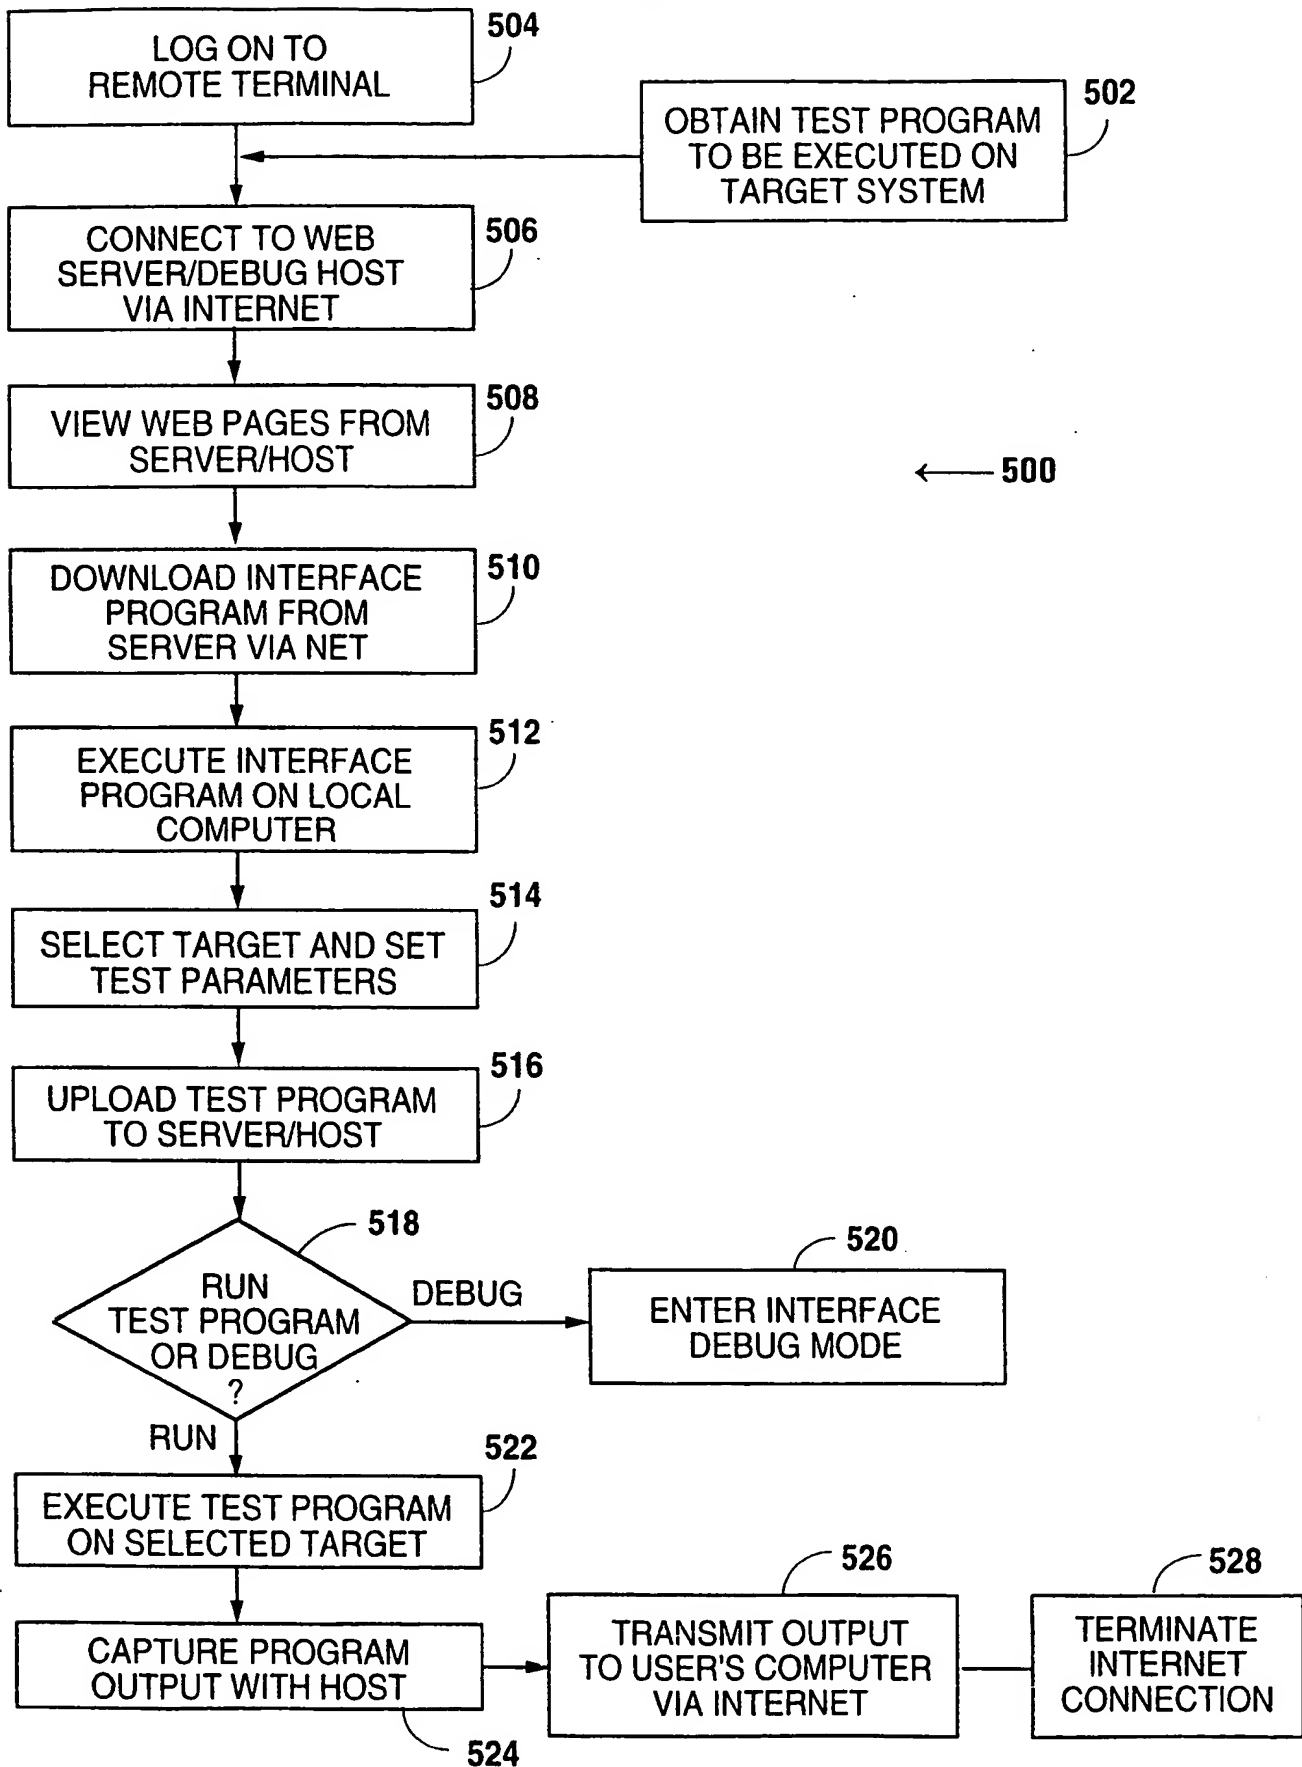 LOG ON TO
REMOTE TERMINAL
504
OBTAIN TEST PROGRAM
TO BE EXECUTED ON
TARGET SYSTEM
502
CONNECT TO WEB
SERVER/DEBUG HOST
VIA INTERNET
506
VIEW WEB PAGES FROM
SERVER/HOST
508
500
DOWNLOAD INTERFACE
PROGRAM FROM
SERVER VIA NET
510
EXECUTE INTERFACE
PROGRAM ON LOCAL
COMPUTER
512
SELECT TARGET AND SET
TEST PARAMETERS
514
UPLOAD TEST PROGRAM
TO SERVER/HOST
516
RUN
TEST PROGRAM
OR DEBUG
?
518
DEBUG
ENTER INTERFACE
DEBUG MODE
520
RUN
EXECUTE TEST PROGRAM
ON SELECTED TARGET
522
CAPTURE PROGRAM
OUTPUT WITH HOST
524
TRANSMIT OUTPUT
TO USER'S COMPUTER
VIA INTERNET
526
TERMINATE
INTERNET
CONNECTION
528